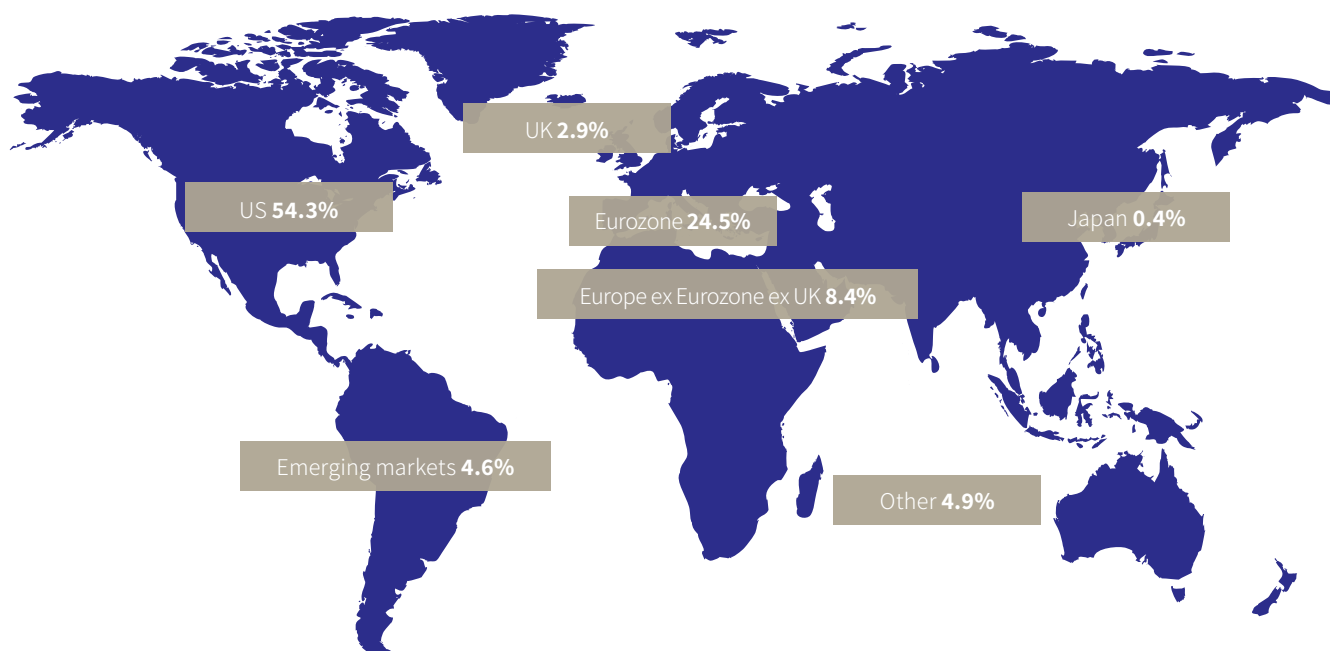 UK 2.9%
US 54.3%
Eurozone 24.5%
Japan 0.4%
Europe ex Eurozone ex UK 8.4%
Emerging markets 4.6%
Other 4.9%